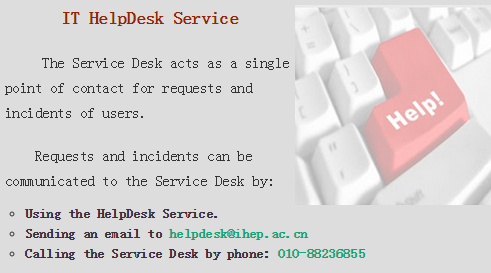 IT HelpDesk Service
The Service Desk acts as a single
point of contact for requests and
incidents of users.
Help!
Requests and incidents can be
communicated to the Service Desk by:
Using the HelpDesk Service.
Sending an email to helpdesk@ihep.ac.cn
Calling the Service Desk by phone: 010-88236855